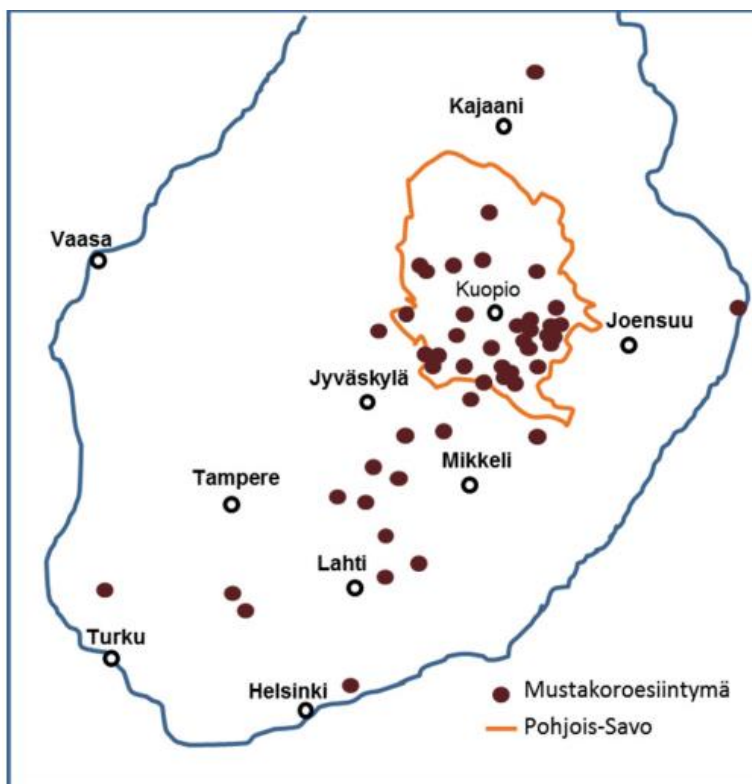 Kajaani
Vaasa
Kuopio
Joensuu
Jyväskylä
Mikkeli
Tampere
Lahti
Turku
Helsinki
Mustakoroesiintymä
Pohjois-Savo